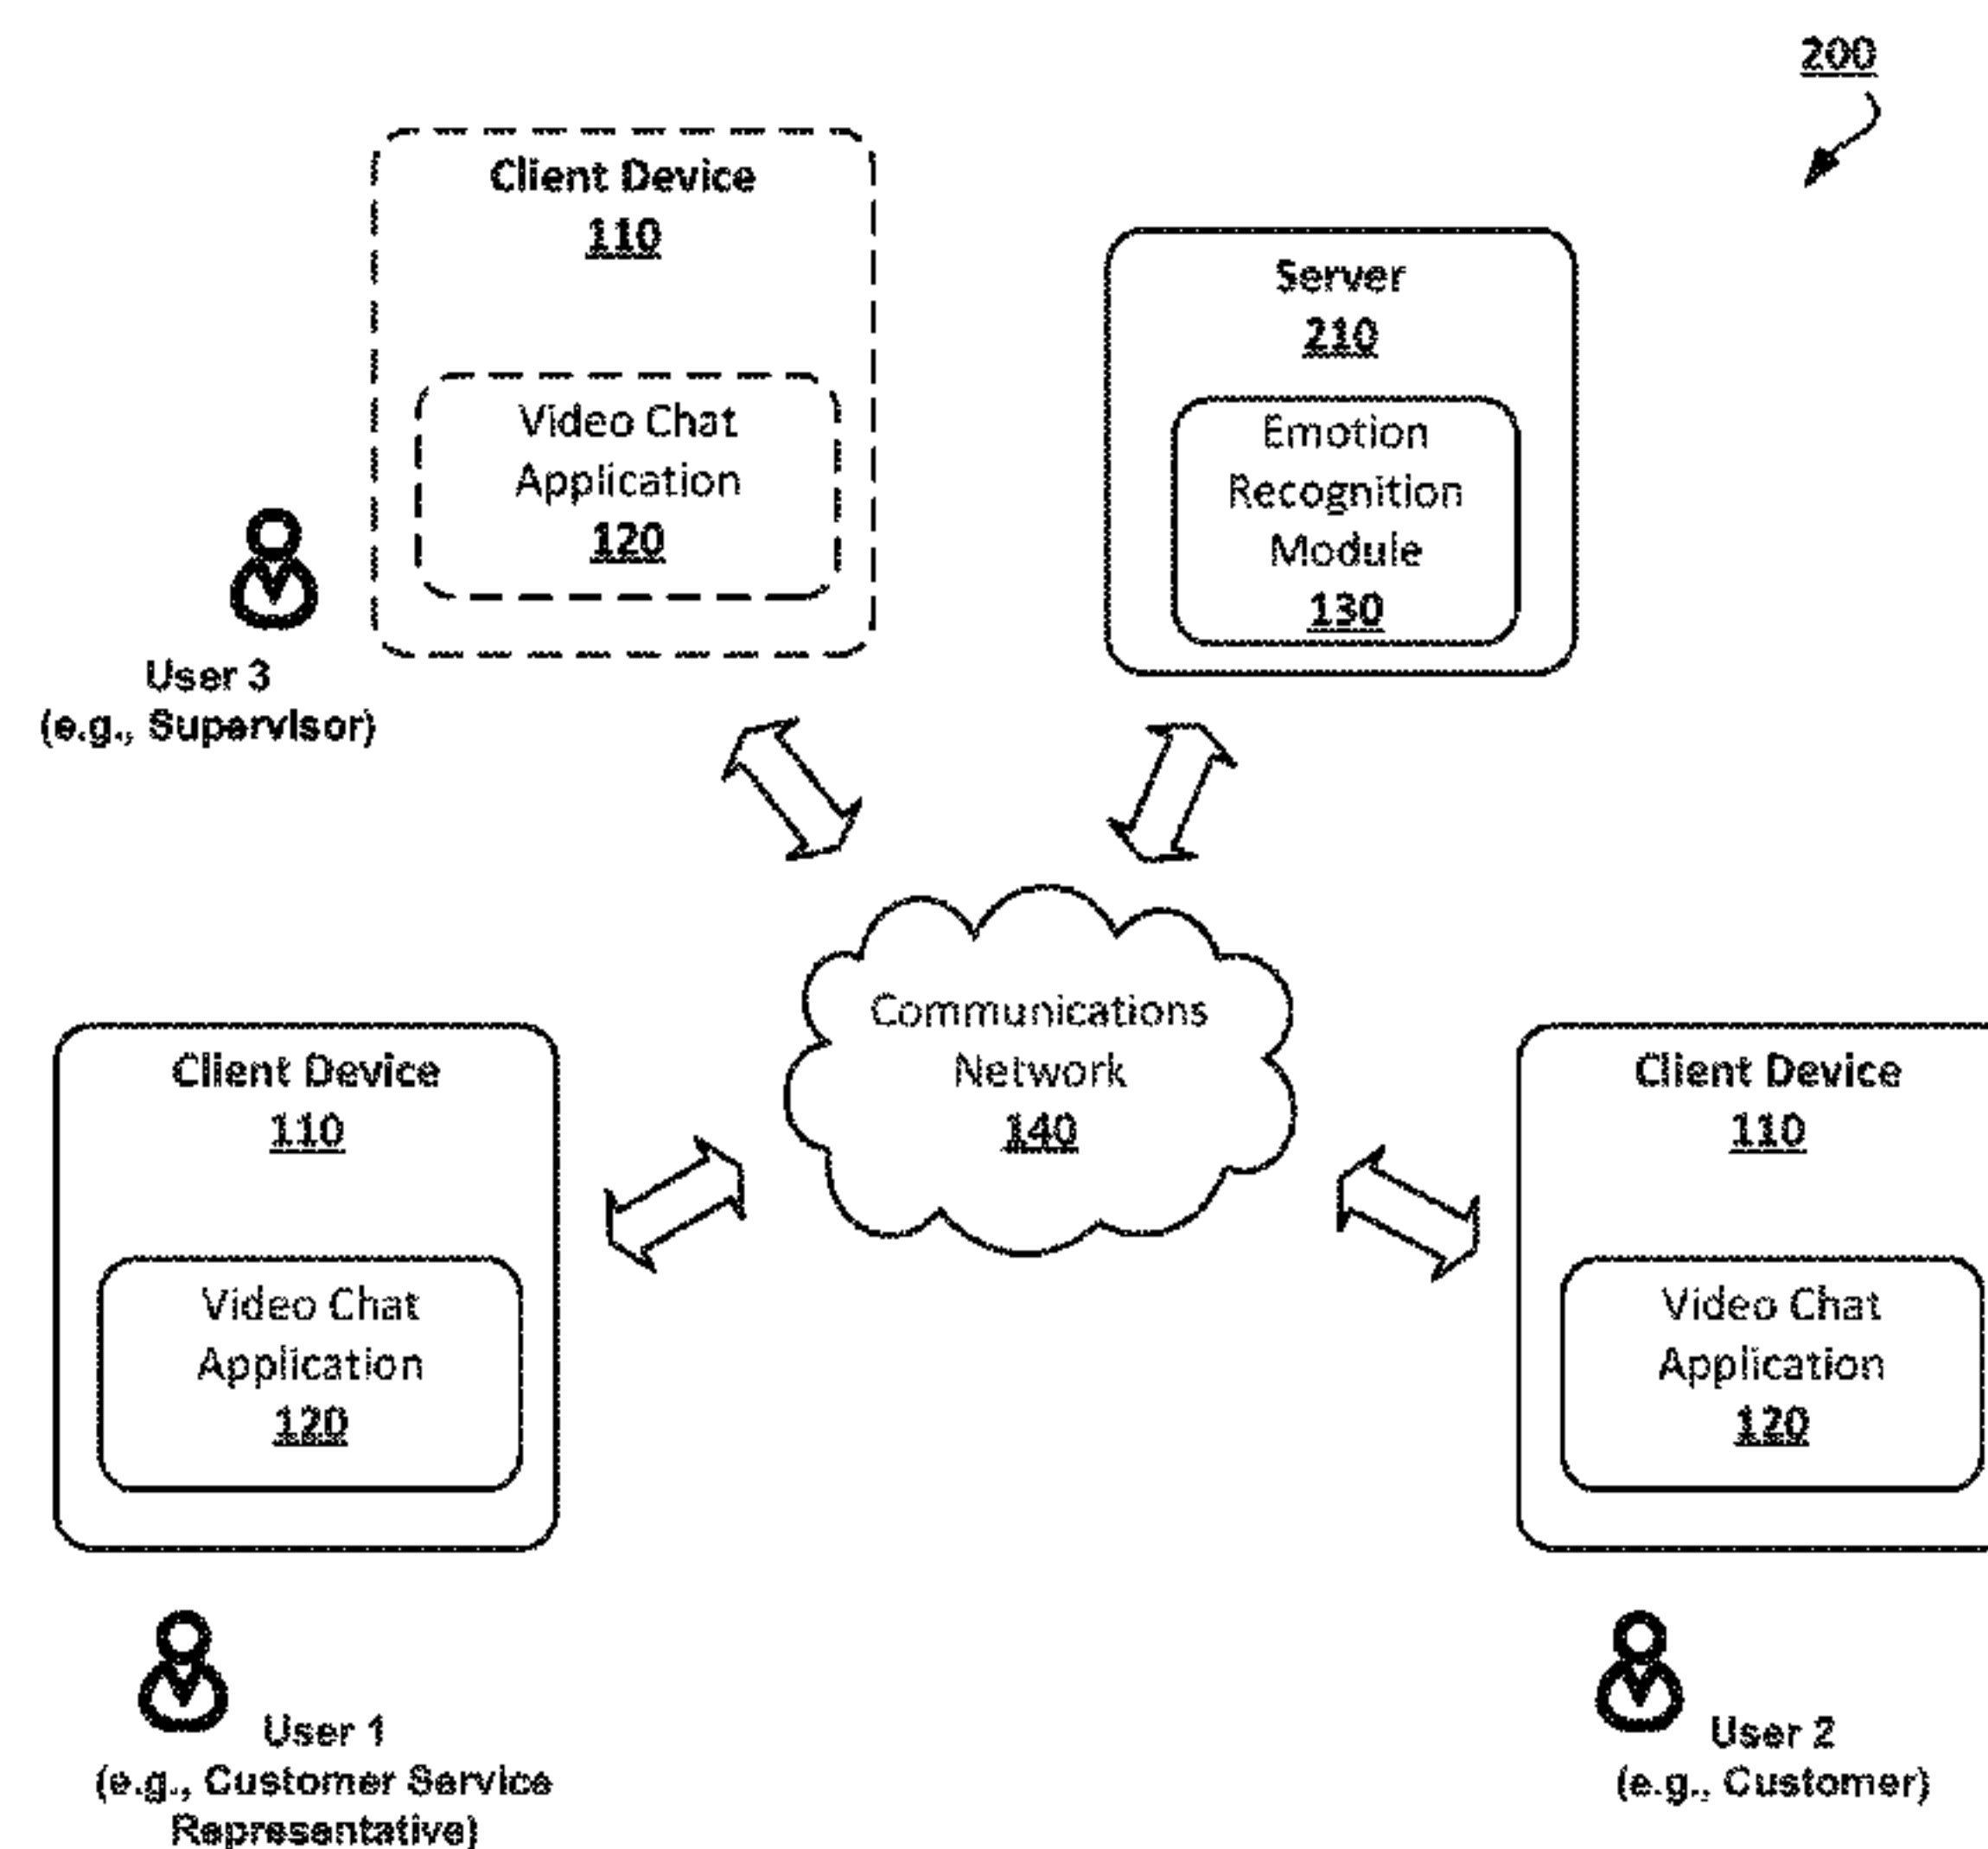 200
Client Device
110
Video Chat
Application
120
User 3
(e.g., Supervisor)
Server
210
Emotion
Recognition
Module
130
Communications
Network
140
Client Device
110
Video Chat
Application
120
User 1
(e.g., Customer Service
Representative)
Client Device
110
Video Chat
Application
120
User 2
(e.g., Customer)